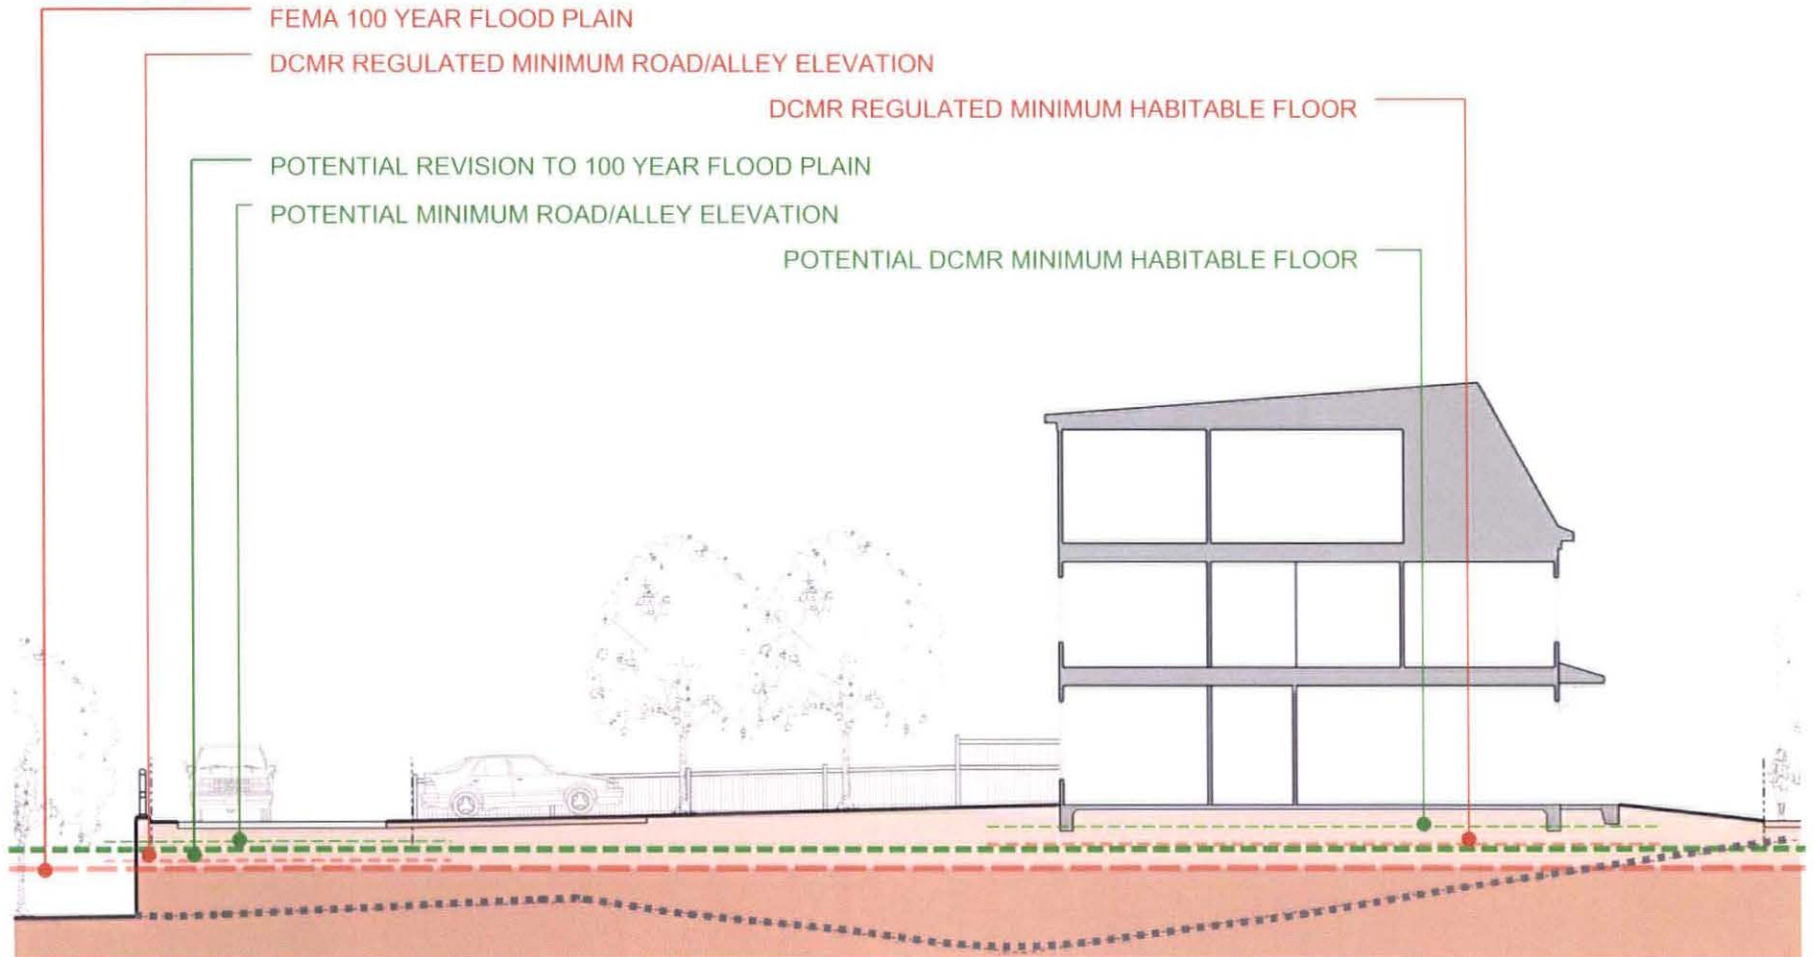 FEMA 100 YEAR FLOOD PLAIN
DCMR REGULATED MINIMUM ROAD/ALLEY ELEVATION
DCMR REGULATED MINIMUM HABITABLE FLOOR
POTENTIAL REVISION TO 100 YEAR FLOOD PLAIN
POTENTIAL MINIMUM ROAD/ALLEY ELEVATION
POTENTIAL DCMR MINIMUM HABITABLE FLOOR